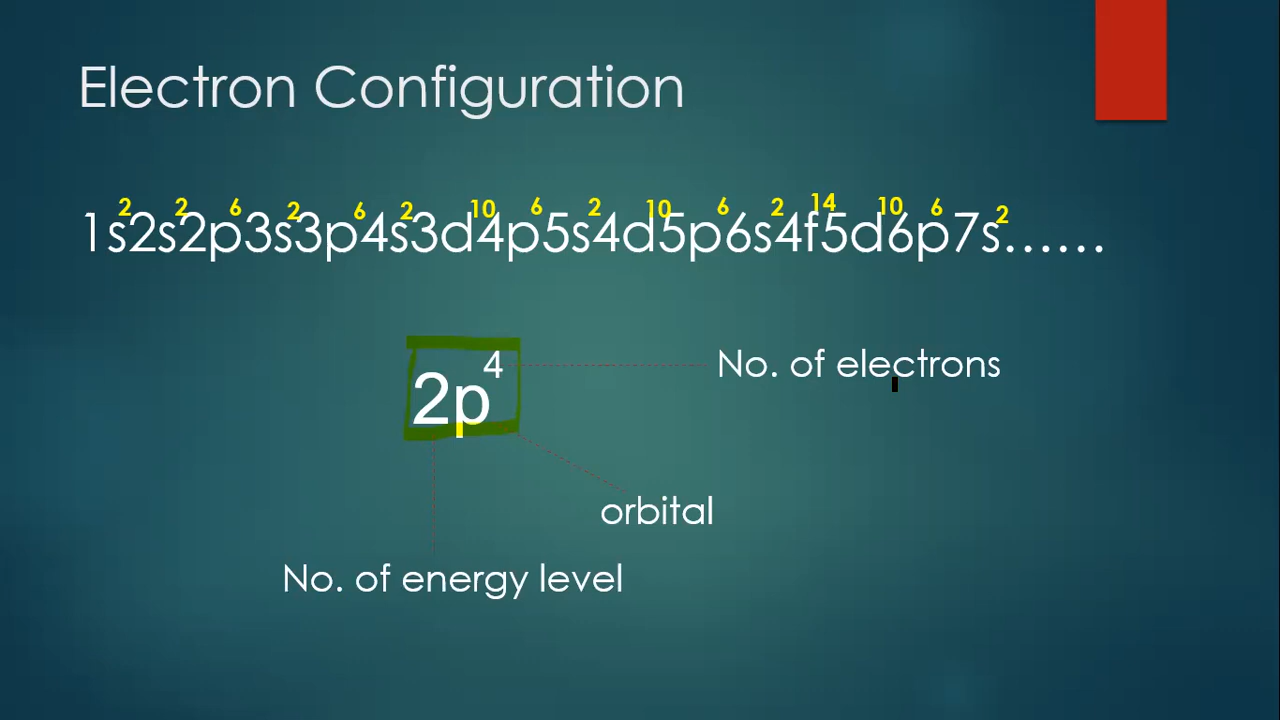 Electron Configuration
1s²2s²2p⁶3s²3p⁶4s²3d¹⁰4p⁶5s²4d¹⁰5p⁶6s²4f¹⁴5d¹⁰6p⁶7s²......
2p⁴
No. of electrons
orbital
No. of energy level